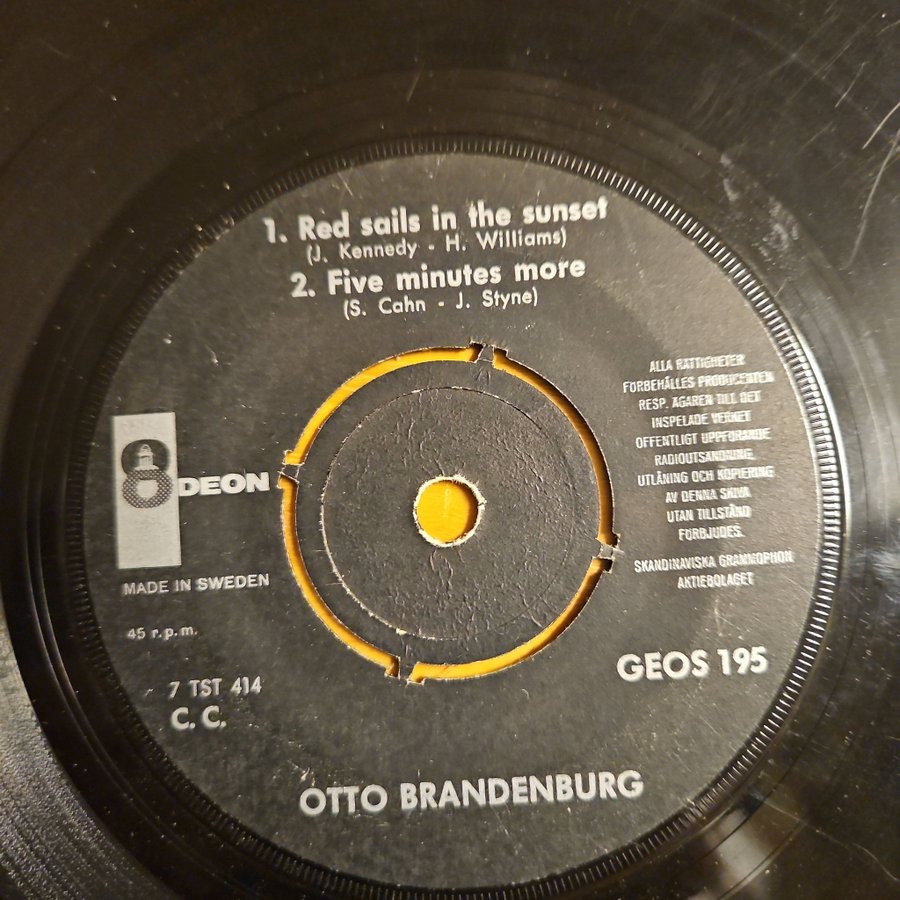 1. Red sails in the sunset
(J. Kennedy - H. Williams)
2. Five minutes more
(S. Cahn - J. Styne)
ODEON
MADE IN SWEDEN
45 r.p.m.
7 TST 414
C. C.
ALLA RÄTTIGHETER
FÖRBEHÅLLES PRODUCENTEN
RESP. ÄGAREN TILL DET
INSPELADE VERKET
OFFENTLIGT UPPFÖRANDE
RADIOUTSÄNDNING,
UTLÅNING OCH KOPIERING
AV DENNA SKIVA
UTAN TILLSTÅND
FÖRBJUDES.
SKANDINAVISKA GRAMMOPHON
AKTIEBOLAGET
GEOS 195
OTTO BRANDENBURG